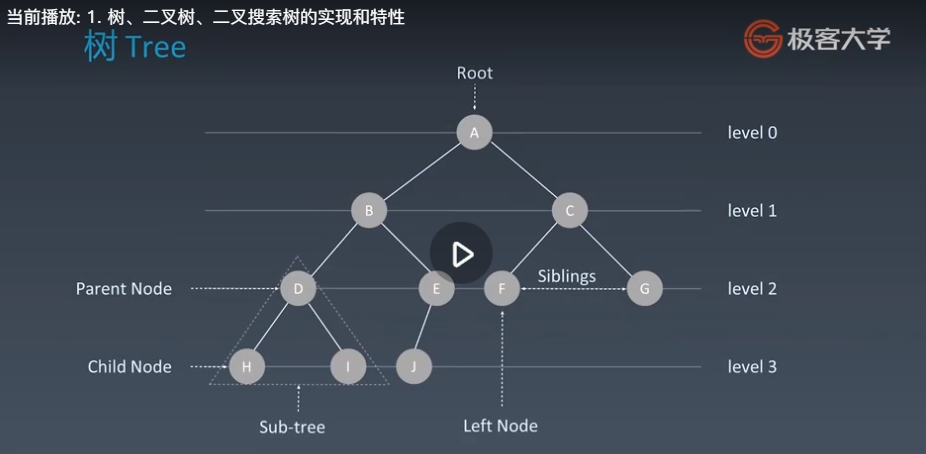 当前播放: 1. 树、二叉树、二叉搜索树的实现和特性
树 Tree
极客大学
Root
A
level 0
B
C
level 1
Siblings
Parent Node
D
E
F
G
level 2
Child Node
H
I
J
level 3
Sub-tree
Left Node